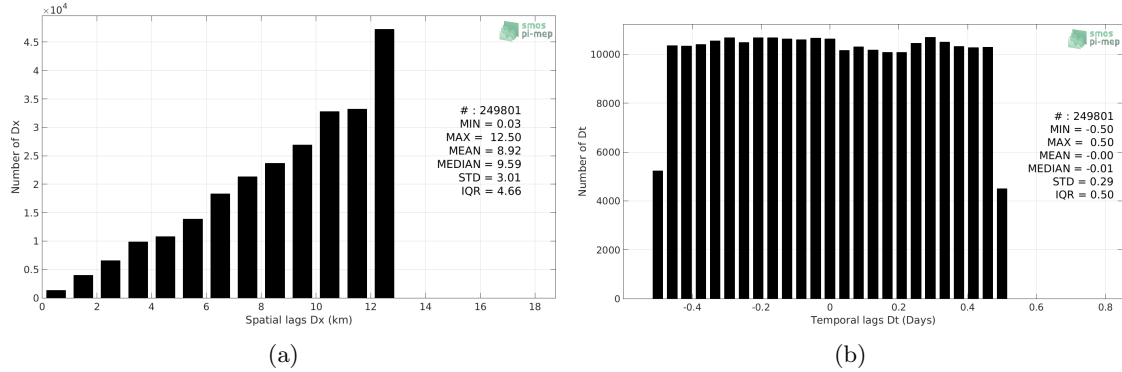 ×10⁴
4.5
4
3.5
3
2.5
2
1.5
1
0.5
0
Number of Dx
0 2 4 6 8 10 12 14 16 18
Spatial lags Dx (km)
smos
pi-mep
# : 249801
MIN = 0.03
MAX = 12.50
MEAN = 8.92
MEDIAN = 9.59
STD = 3.01
IQR = 4.66
(a)
10000
8000
6000
4000
2000
0
Number of Dt
-0.4 -0.2 0 0.2 0.4 0.6 0.8
Temporal lags Dt (Days)
smos
pi-mep
# : 249801
MIN = -0.50
MAX = 0.50
MEAN = -0.00
MEDIAN = -0.01
STD = 0.29
IQR = 0.50
(b)